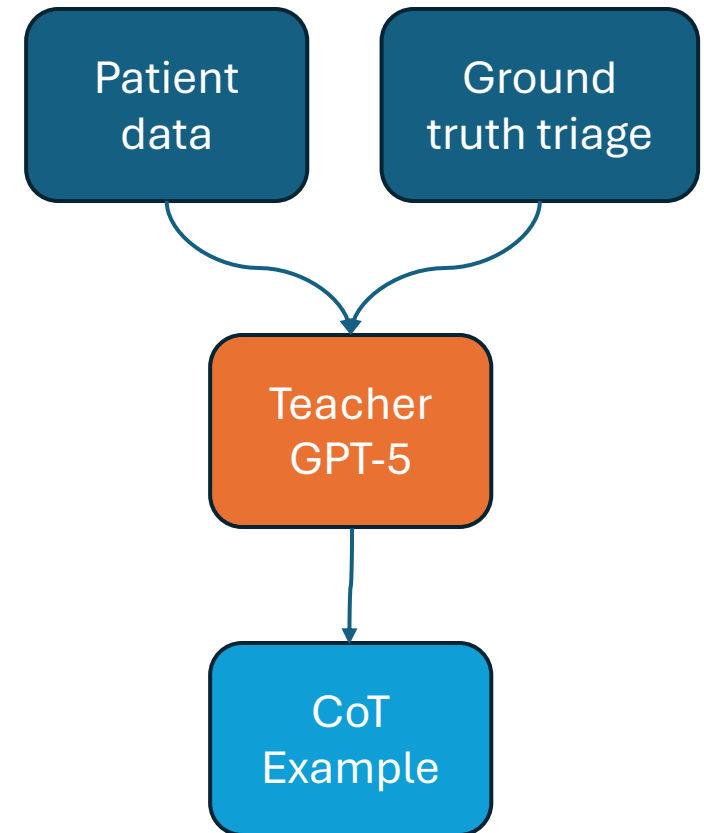 Patient
data
Ground
truth triage
Teacher
GPT-5
CoT
Example